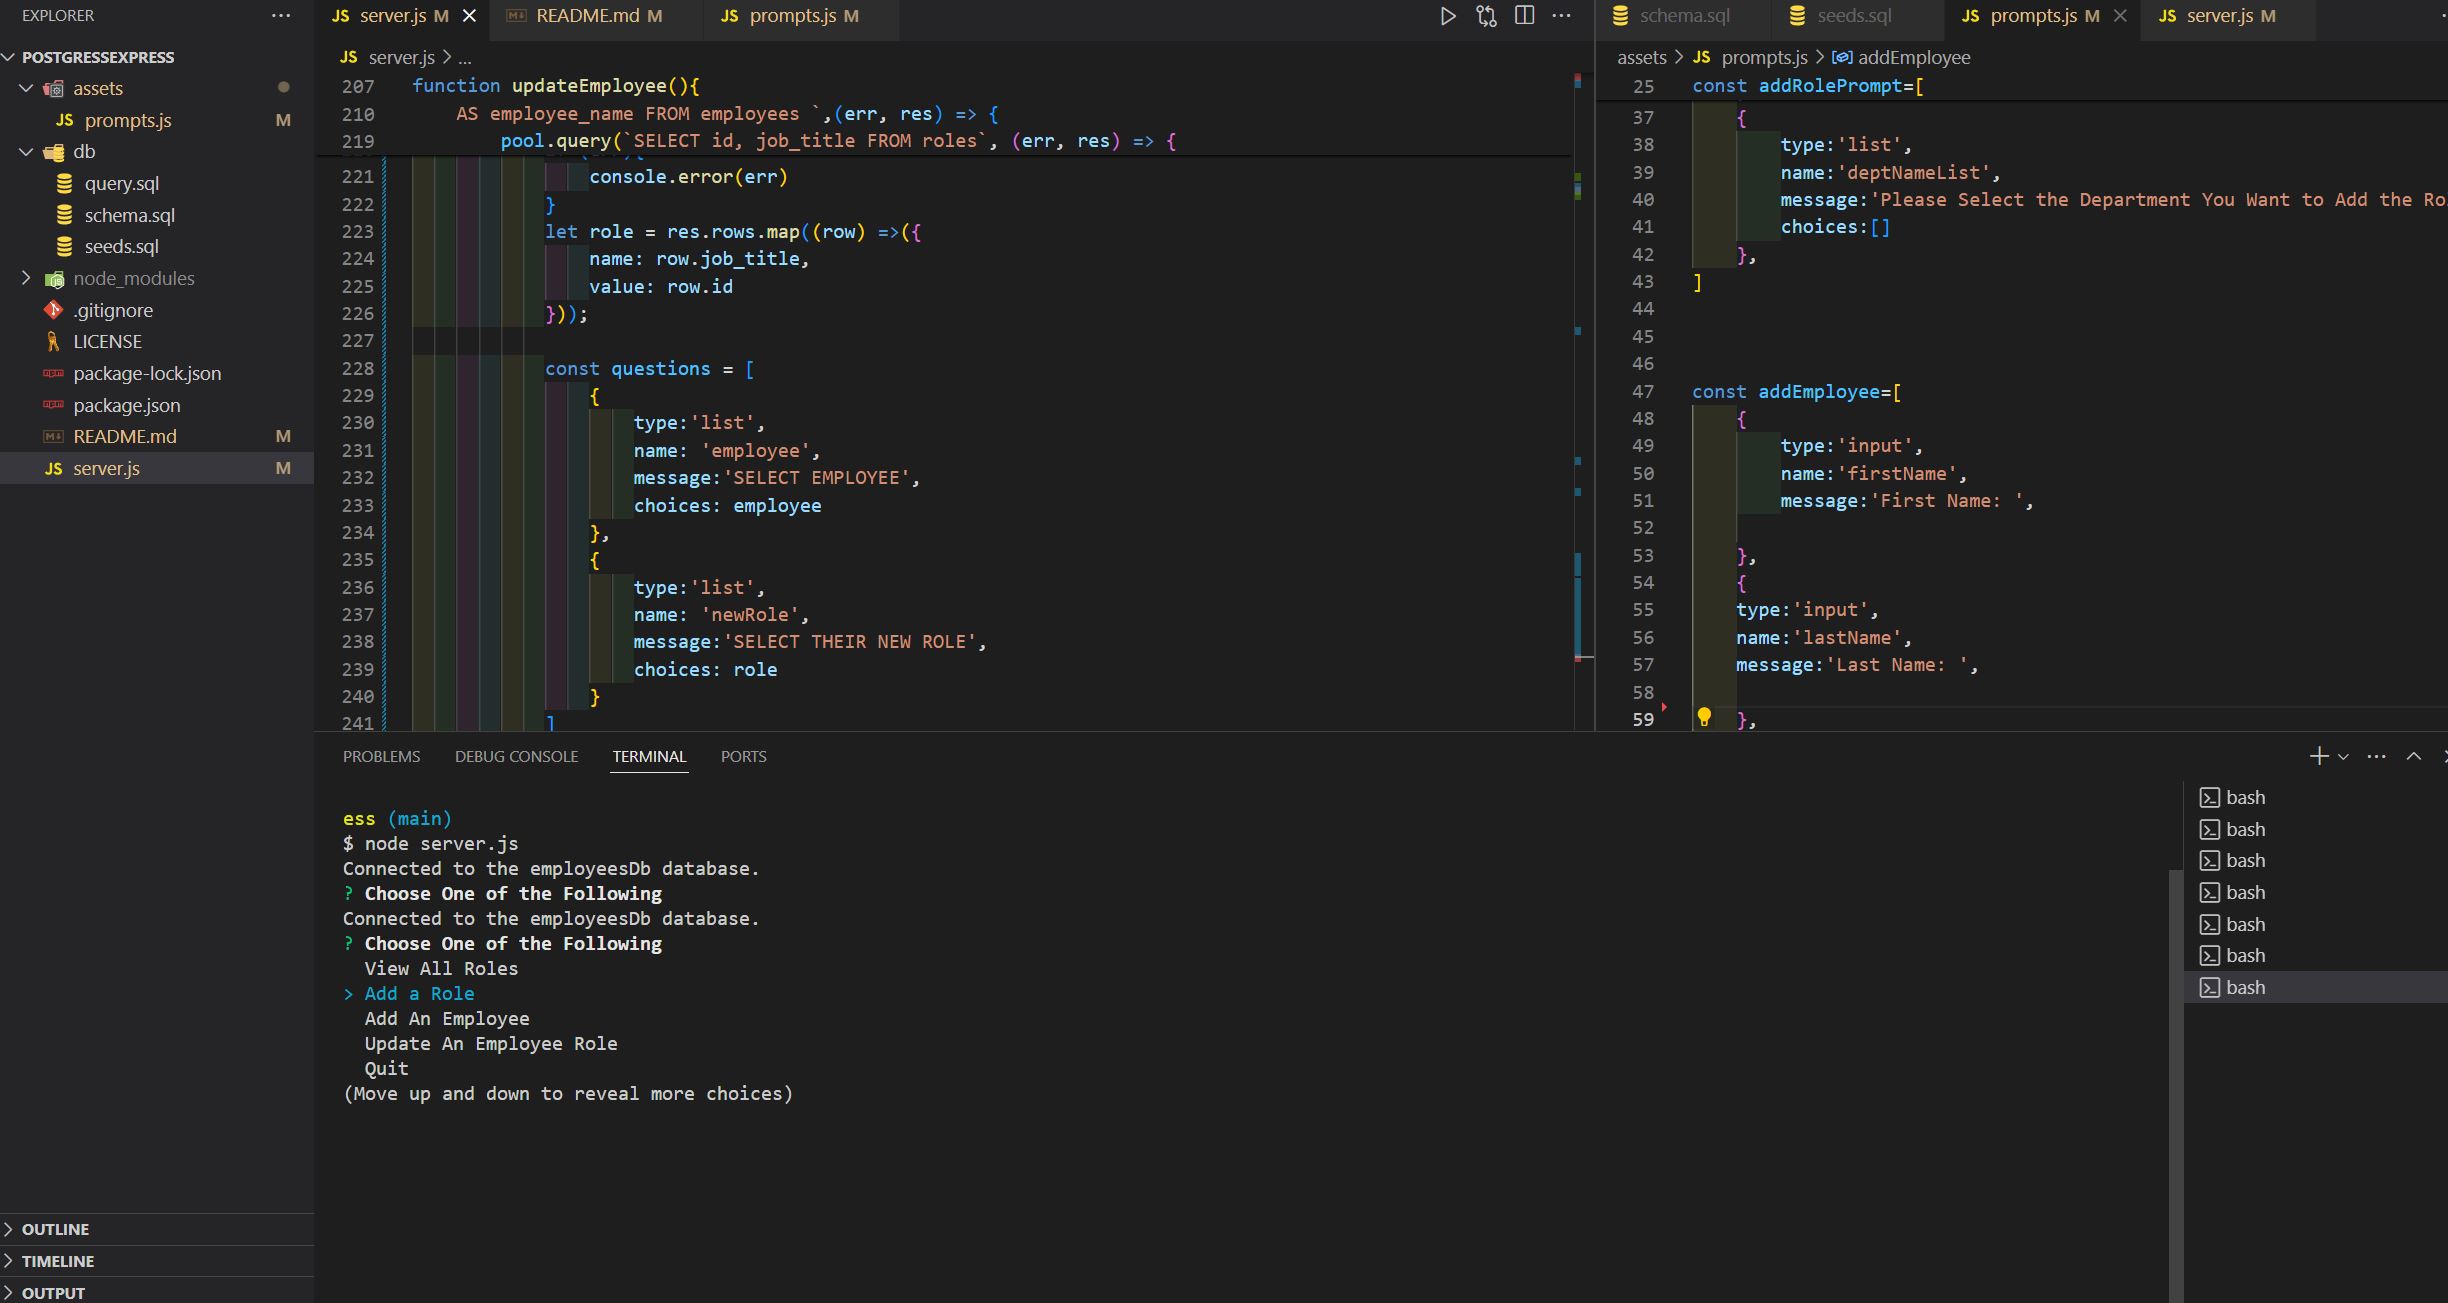 EXPLORER
POSTGRESSEXPRESS
assets
JS prompts.js M
db
query.sql
schema.sql
seeds.sql
node_modules
.gitignore
LICENSE
package-lock.json
package.json
README.md M
JS server.js M
OUTLINE
TIMELINE
OUTPUT
JS server.js M README.md M JS prompts.js M
JS server.js > ...
207 function updateEmployee(){
210 AS employee_name FROM employees `,(err, res) => {
219 pool.query(`SELECT id, job_title FROM roles`, (err, res) => {
221 console.error(err)
222 }
223 let role = res.rows.map((row) =>({
224 name: row.job_title,
225 value: row.id
226 }));
227
228 const questions = [
229 {
230 type:'list',
231 name: 'employee',
232 message:'SELECT EMPLOYEE',
233 choices: employee
234 },
235 {
236 type:'list',
237 name: 'newRole',
238 message:'SELECT THEIR NEW ROLE',
239 choices: role
240 }
241 ]
schema.sql seeds.sql JS prompts.js M JS server.js M
assets > JS prompts.js > addEmployee
25 const addRolePrompt=[
37 {
38 type:'list',
39 name:'deptNameList',
40 message:'Please Select the Department You Want to Add the Ro
41 choices:[]
42 },
43 ]
44
45
46
47 const addEmployee=[
48 {
49 type:'input',
50 name:'firstName',
51 message:'First Name: ',
52
53 },
54 {
55 type:'input',
56 name:'lastName',
57 message:'Last Name: ',
58
59 },
PROBLEMS DEBUG CONSOLE TERMINAL PORTS
ess (main)
$ node server.js
Connected to the employeesDb database.
? Choose One of the Following
Connected to the employeesDb database.
? Choose One of the Following
View All Roles
> Add a Role
Add An Employee
Update An Employee Role
Quit
(Move up and down to reveal more choices)
bash
bash
bash
bash
bash
bash
bash